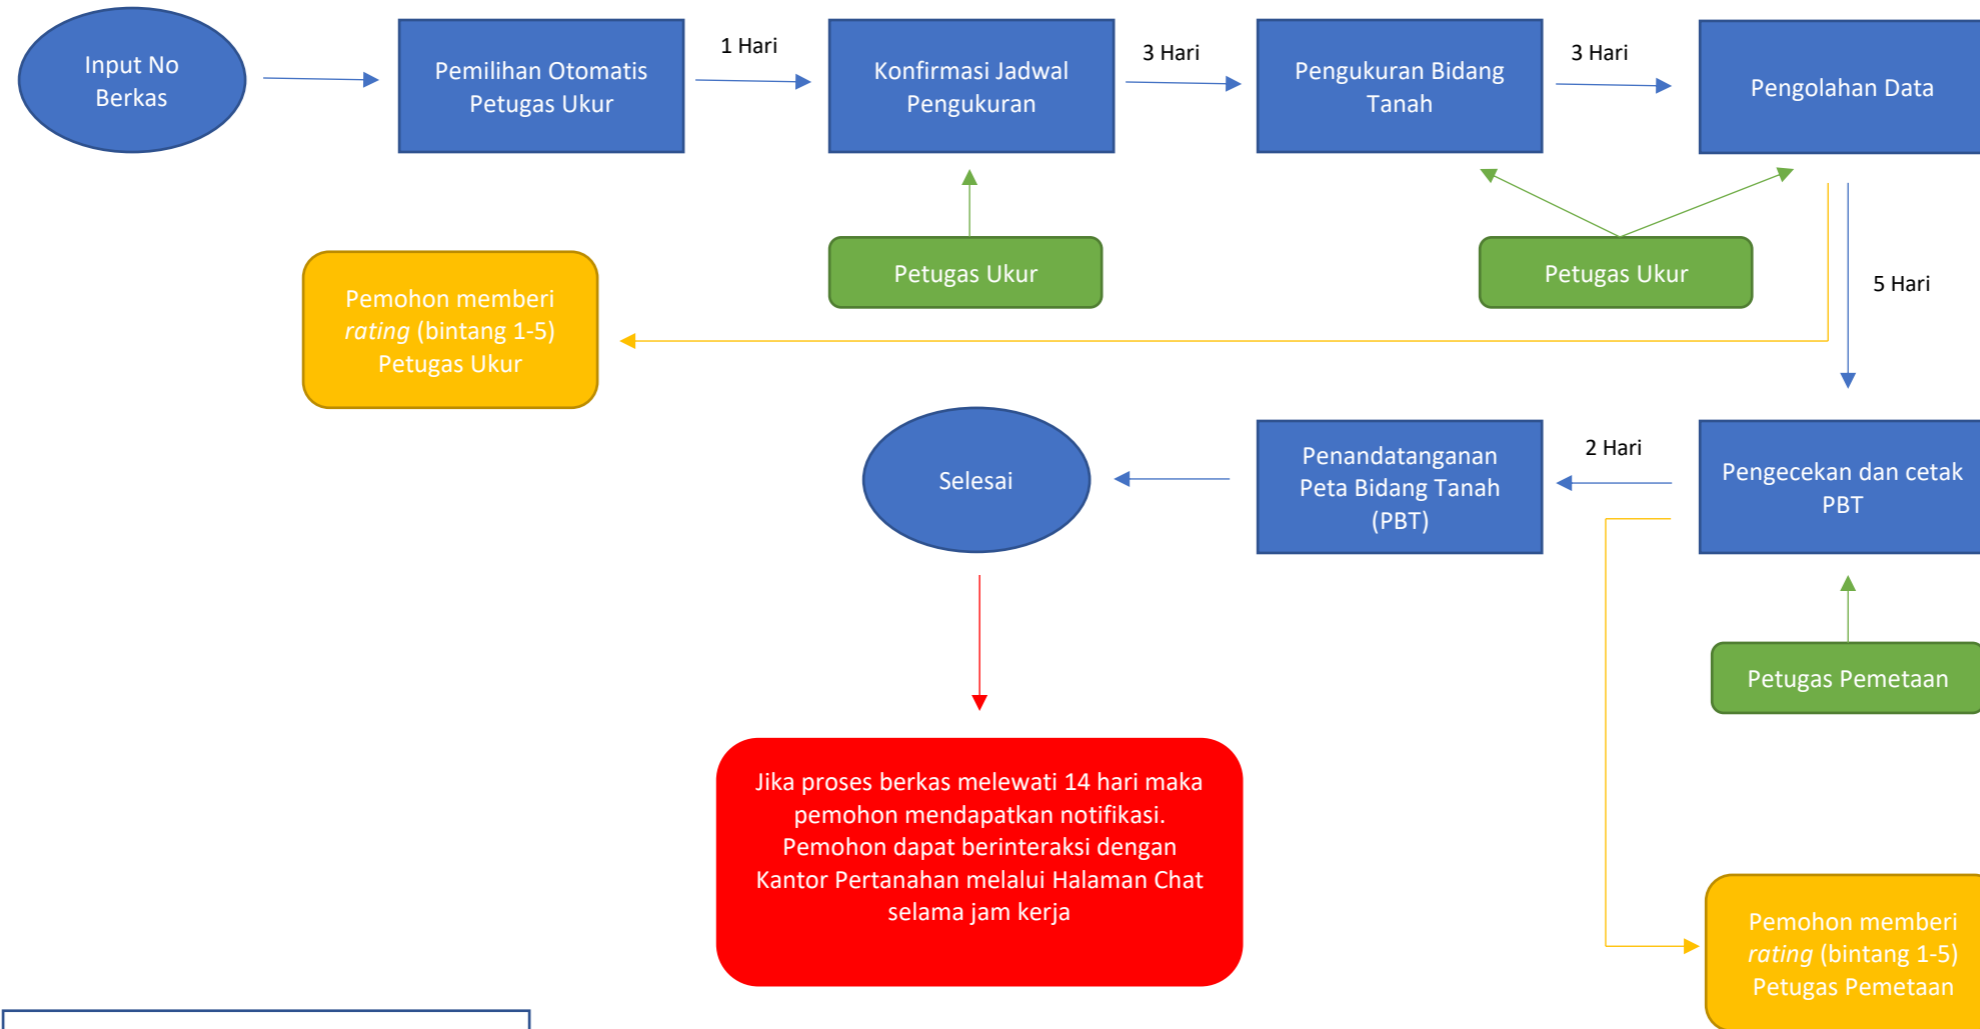 Input No
Berkas
Pemilihan Otomatis
Petugas Ukur
1 Hari
Konfirmasi Jadwal
Pengukuran
3 Hari
Pengukuran Bidang
Tanah
3 Hari
Pengolahan Data
Petugas Ukur
Petugas Ukur
5 Hari
Pemohon memberi
rating (bintang 1-5)
Petugas Ukur
Selesai
Penandatanganan
Peta Bidang Tanah
(PBT)
2 Hari
Pengecekan dan cetak
PBT
Petugas Pemetaan
Jika proses berkas melewati 14 hari maka
pemohon mendapatkan notifikasi.
Pemohon dapat berinteraksi dengan
Kantor Pertanahan melalui Halaman Chat
selama jam kerja
Pemohon memberi
rating (bintang 1-5)
Petugas Pemetaan